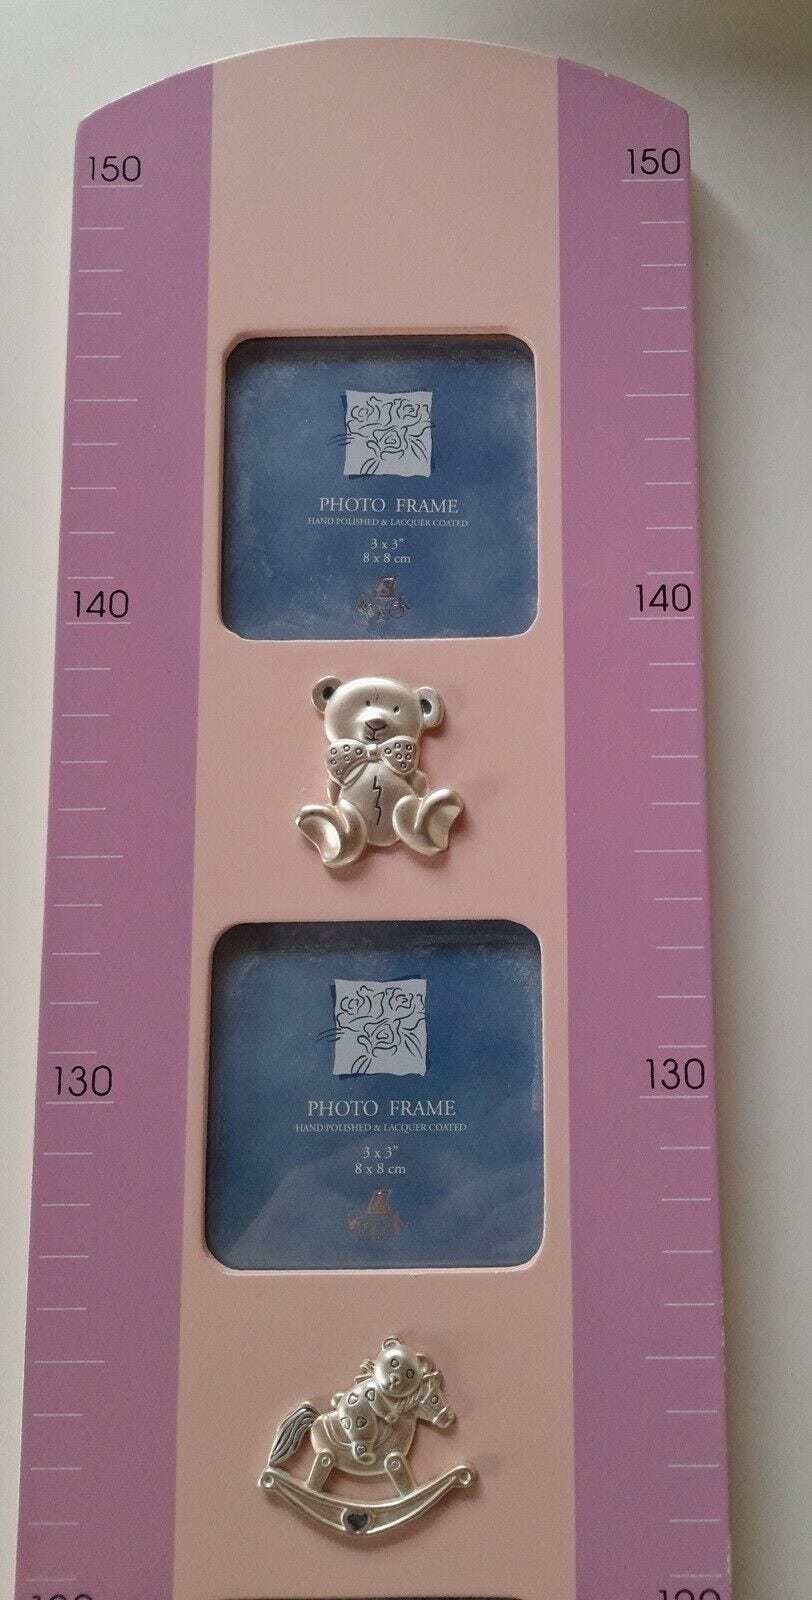 150 150
PHOTO FRAME
HAND POLISHED & LACQUER COATED
3 x 3"
8 x 8 cm
140 140
PHOTO FRAME
HAND POLISHED & LACQUER COATED
3 x 3"
8 x 8 cm
130 130